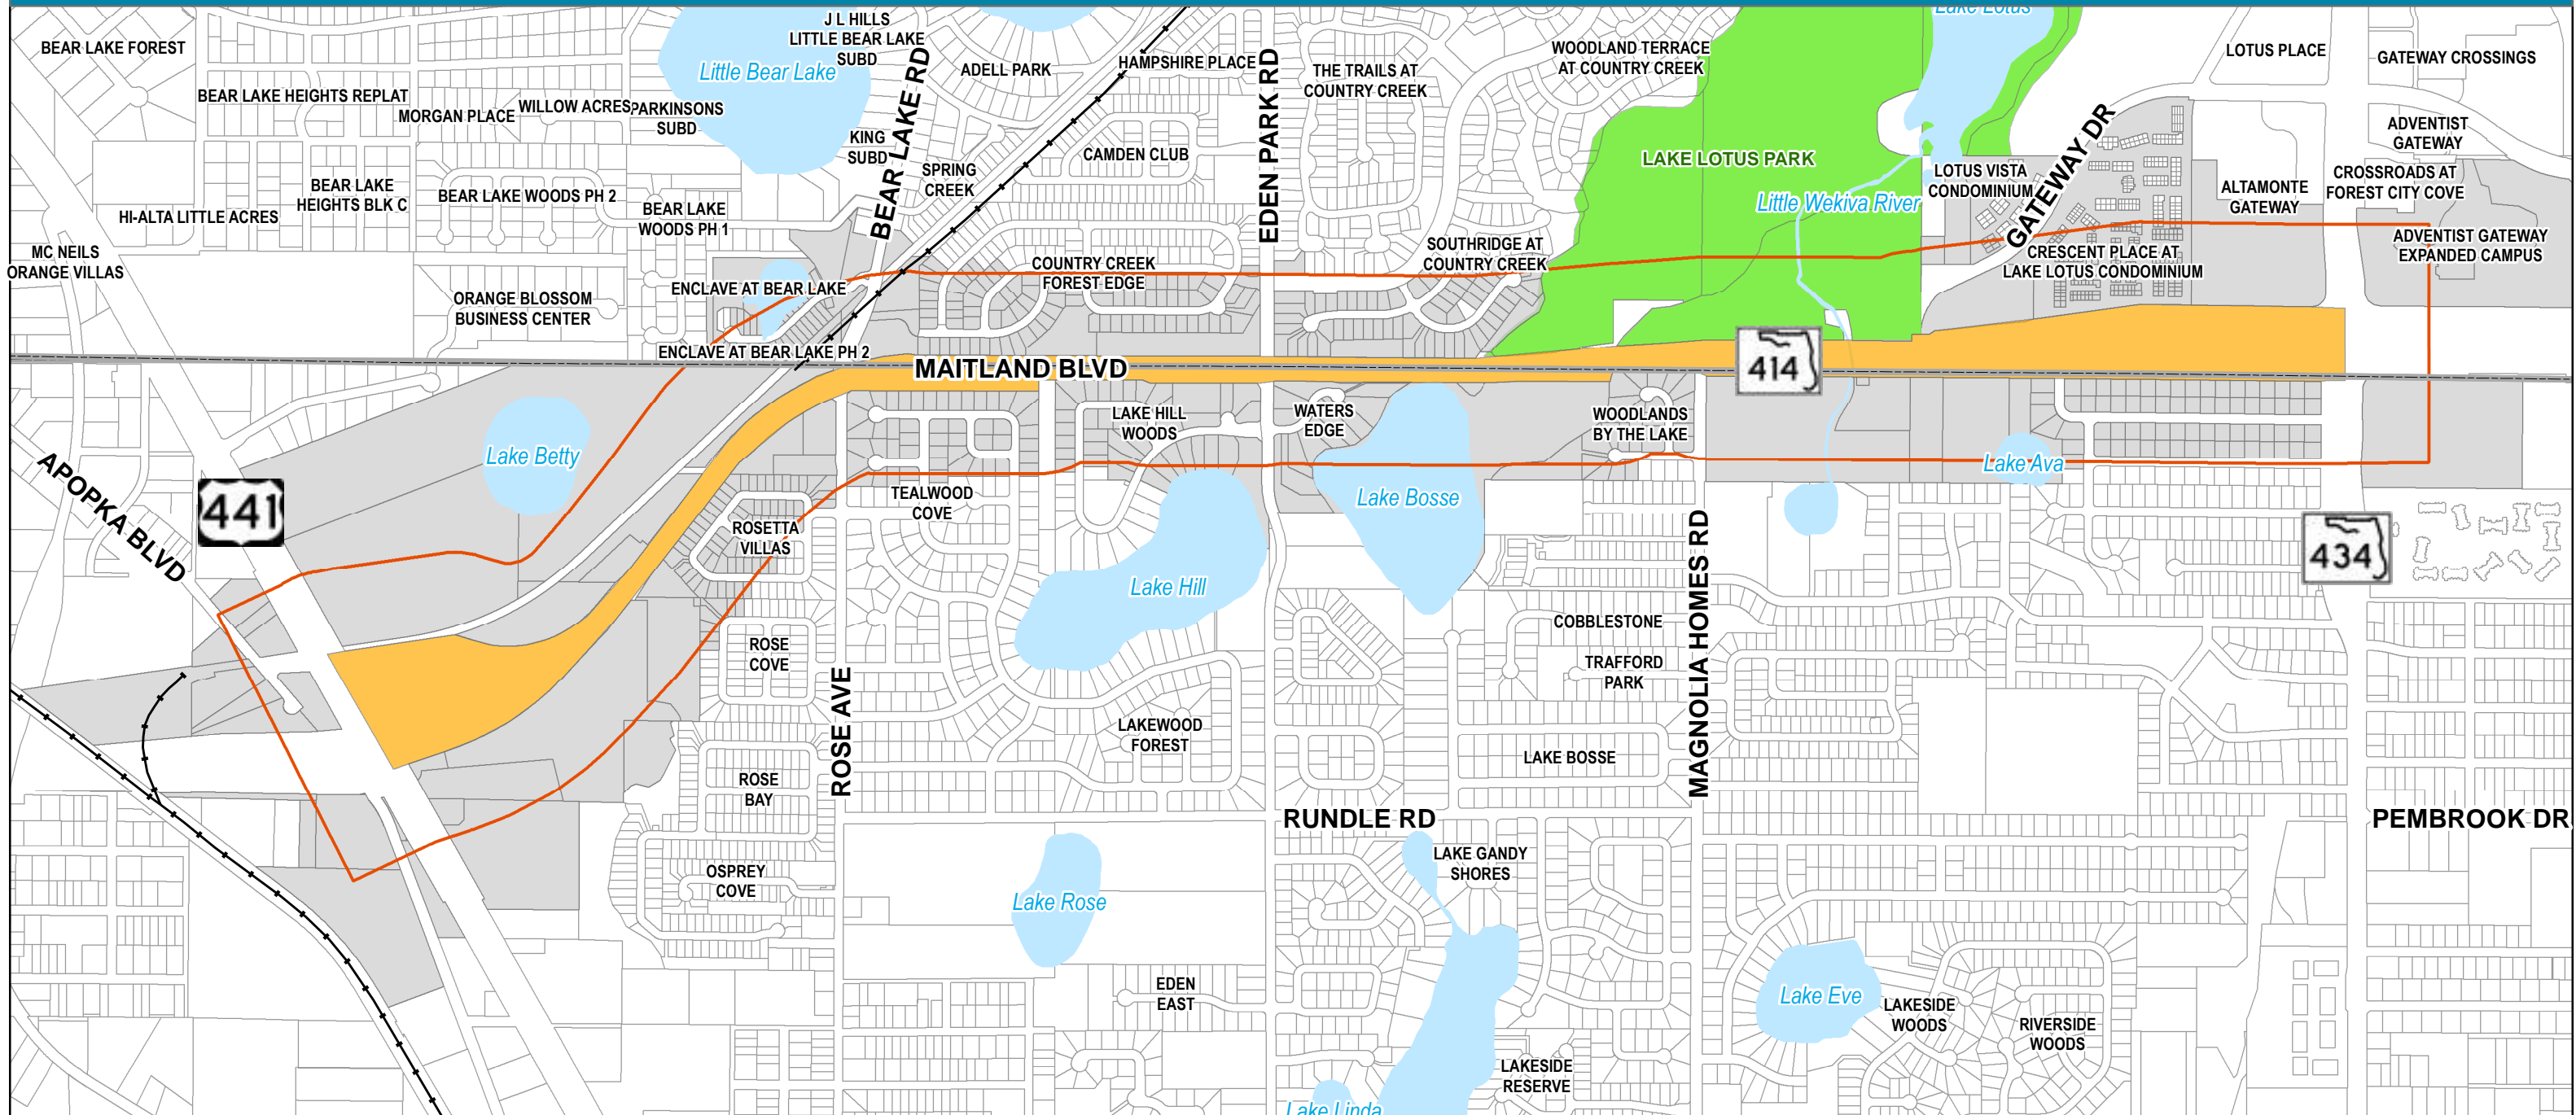 Lake Lotus
J L HILLS
LITTLE BEAR LAKE
SUBD
BEAR LAKE FOREST
Little Bear Lake
BEAR LAKE RD
ADELL PARK
HAMPSHIRE PLACE
EDEN PARK RD
THE TRAILS AT
COUNTRY CREEK
WOODLAND TERRACE
AT COUNTRY CREEK
LOTUS PLACE
GATEWAY CROSSINGS
BEAR LAKE HEIGHTS REPLAT
MORGAN PLACE
WILLOW ACRES
PARKINSONS
SUBD
KING
SUBD
SPRING
CREEK
CAMDEN CLUB
LAKE LOTUS PARK
GATEWAY DR
ADVENTIST
GATEWAY
HI-ALTA LITTLE ACRES
BEAR LAKE
HEIGHTS BLK C
BEAR LAKE WOODS PH 2
BEAR LAKE
WOODS PH 1
Little Wekiva River
LOTUS VISTA
CONDOMINIUM
ALTAMONTE
GATEWAY
CROSSROADS AT
FOREST CITY COVE
MC NEILS
ORANGE VILLAS
ORANGE BLOSSOM
BUSINESS CENTER
ENCLAVE AT BEAR LAKE
COUNTRY CREEK
FOREST EDGE
SOUTHRIDGE AT
COUNTRY CREEK
CRESCENT PLACE AT
LAKE LOTUS CONDOMINIUM
ADVENTIST GATEWAY
EXPANDED CAMPUS
ENCLAVE AT BEAR LAKE PH 2
MAITLAND BLVD
414
Lake Betty
LAKE HILL
WOODS
WATERS
EDGE
WOODLANDS
BY THE LAKE
Lake Ava
APOPKA BLVD
441
ROSETTA
VILLAS
TEALWOOD
COVE
Lake Bosse
434
Lake Hill
MAGNOLIA HOMES RD
COBBLESTONE
TRAFFORD
PARK
ROSE
COVE
ROSE AVE
LAKEWOOD
FOREST
LAKE BOSSE
ROSE
BAY
RUNDLE RD
PEMBROOK DR
LAKE GANDY
SHORES
OSPREY
COVE
Lake Rose
EDEN
EAST
Lake Eve
LAKESIDE
WOODS
RIVERSIDE
WOODS
LAKESIDE
RESERVE
Lake Linda